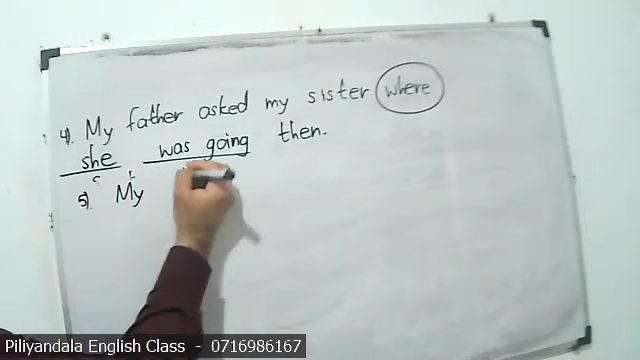 4). My father asked my sister where
she was going then.
5). My
Piliyandala English Class - 0716986167